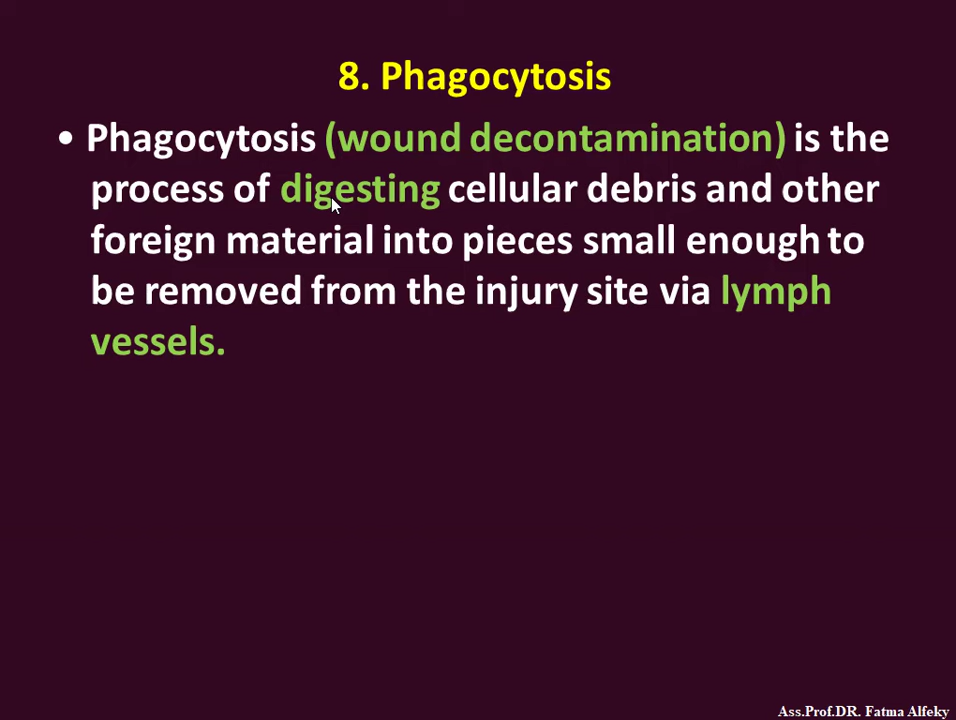 8. Phagocytosis
• Phagocytosis (wound decontamination) is the
process of digesting cellular debris and other
foreign material into pieces small enough to
be removed from the injury site via lymph
vessels.
Ass.Prof.DR. Fatma Alfeky